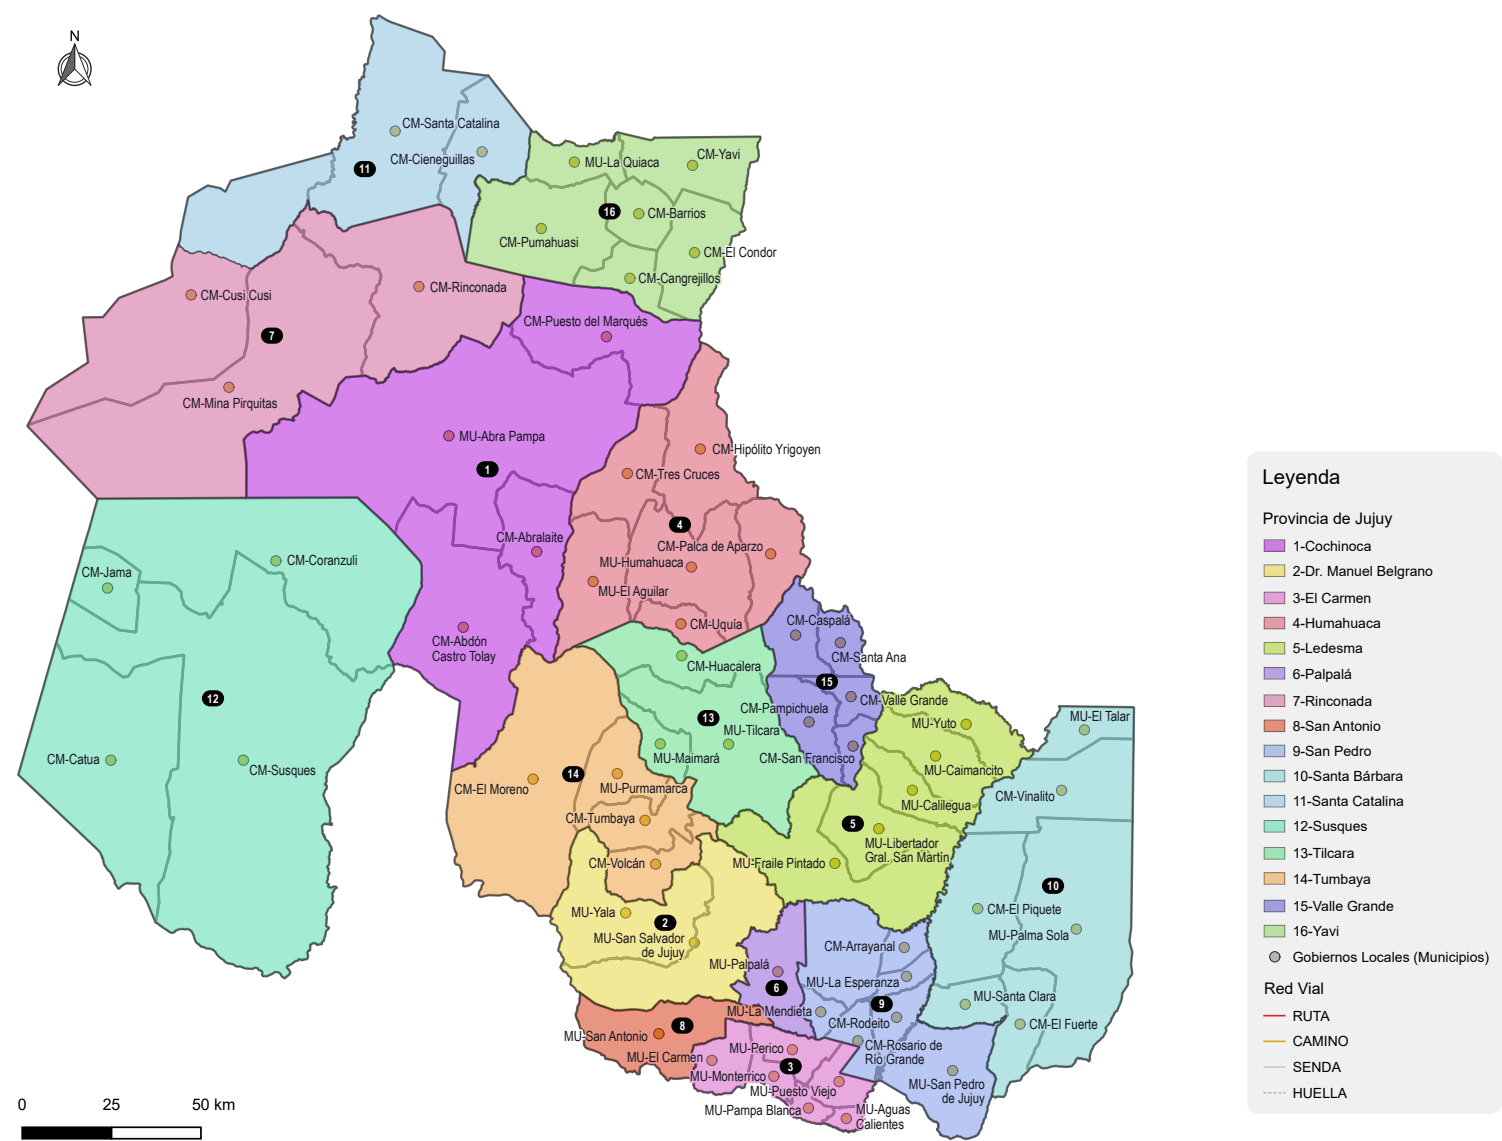 N
CM-Santa Catalina
CM-Cieneguillas
11
MU-La Quiaca
CM-Yavi
16
CM-Barrios
CM-Pumahuasi
CM-El Condor
CM-Cangrejillos
CM-Cusi Cusi
CM-Rinconada
7
CM-Mina Pirquitas
CM-Puesto del Marqués
MU-Abra Pampa
1
CM-Abralaite
CM-Abdón
Castro Tolay
CM-Hipólito Yrigoyen
CM-Tres Cruces
4
CM-Palca de Aparzo
MU-Humahuaca
MU-El Aguilar
CM-Uquía
CM-Coranzuli
CM-Jama
12
CM-Catua
CM-Susques
CM-Caspalá
CM-Santa Ana
15
CM-Valle Grande
CM-Pampichuela
CM-San Francisco
CM-Huacalera
13
MU-Tilcara
MU-Maimará
14
CM-El Moreno
MU-Purmamarca
CM-Tumbaya
CM-Volcán
MU-Yuto
MU-Caimancito
MU-Calilegua
5
MU-Libertador
Gral. San Martín
MU-Fraile Pintado
MU-El Talar
CM-Vinalito
10
CM-El Piquete
MU-Palma Sola
MU-Santa Clara
CM-El Fuerte
MU-Yala
2
MU-San Salvador
de Jujuy
MU-Palpalá
6
CM-Arrayanal
MU-La Esperanza
9
MU-La Mendieta
CM-Rodeito
CM-Rosario de
Río Grande
MU-San Pedro
de Jujuy
8
MU-San Antonio
MU-El Carmen
MU-Perico
3
MU-Monterrico
MU-Puesto Viejo
MU-Pampa Blanca
MU-Aguas
Calientes
0 25 50 km
Leyenda
Provincia de Jujuy
1-Cochinoca
2-Dr. Manuel Belgrano
3-El Carmen
4-Humahuaca
5-Ledesma
6-Palpalá
7-Rinconada
8-San Antonio
9-San Pedro
10-Santa Bárbara
11-Santa Catalina
12-Susques
13-Tilcara
14-Tumbaya
15-Valle Grande
16-Yavi
Gobiernos Locales (Municipios)
Red Vial
RUTA
CAMINO
SENDA
HUELLA